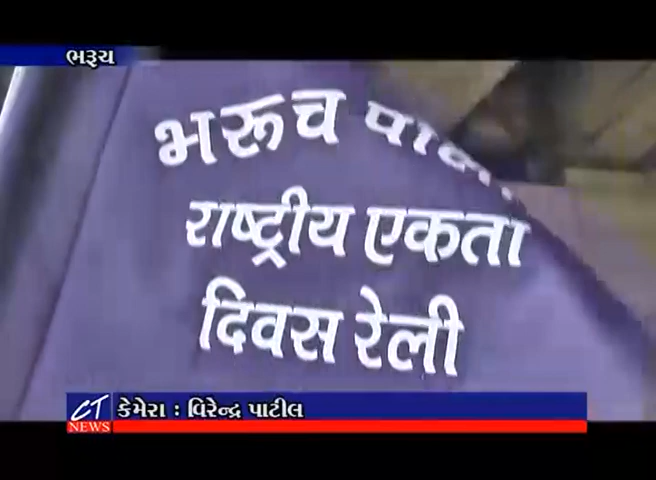 ભરૂચ
भरूच
राष्ट्रीय एकता
दिवस रेली
CT
NEWS
કેમેરા : વિરેન્દ્ર પાટીલ